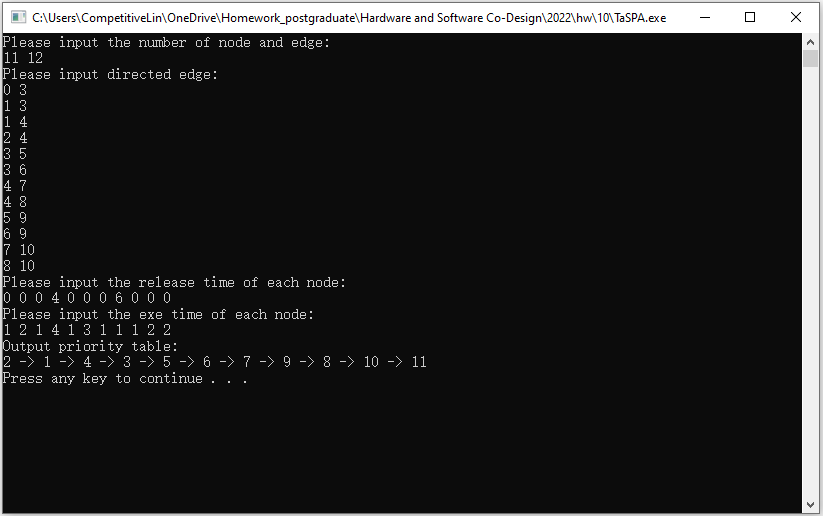 C:\Users\CompetitiveLin\OneDrive\Homework_postgraduate\Hardware and Software Co-Design\2022\hw\10\TaSPA.exe
Please input the number of node and edge:
11 12
Please input directed edge:
0 3
1 3
1 4
2 4
3 5
3 6
4 7
4 8
5 9
6 9
7 10
8 10
Please input the release time of each node:
0 0 0 4 0 0 0 6 0 0 0
Please input the exe time of each node:
1 2 1 4 1 3 1 1 1 2 2
Output priority table:
2 -> 1 -> 4 -> 3 -> 5 -> 6 -> 7 -> 9 -> 8 -> 10 -> 11
Press any key to continue . . .